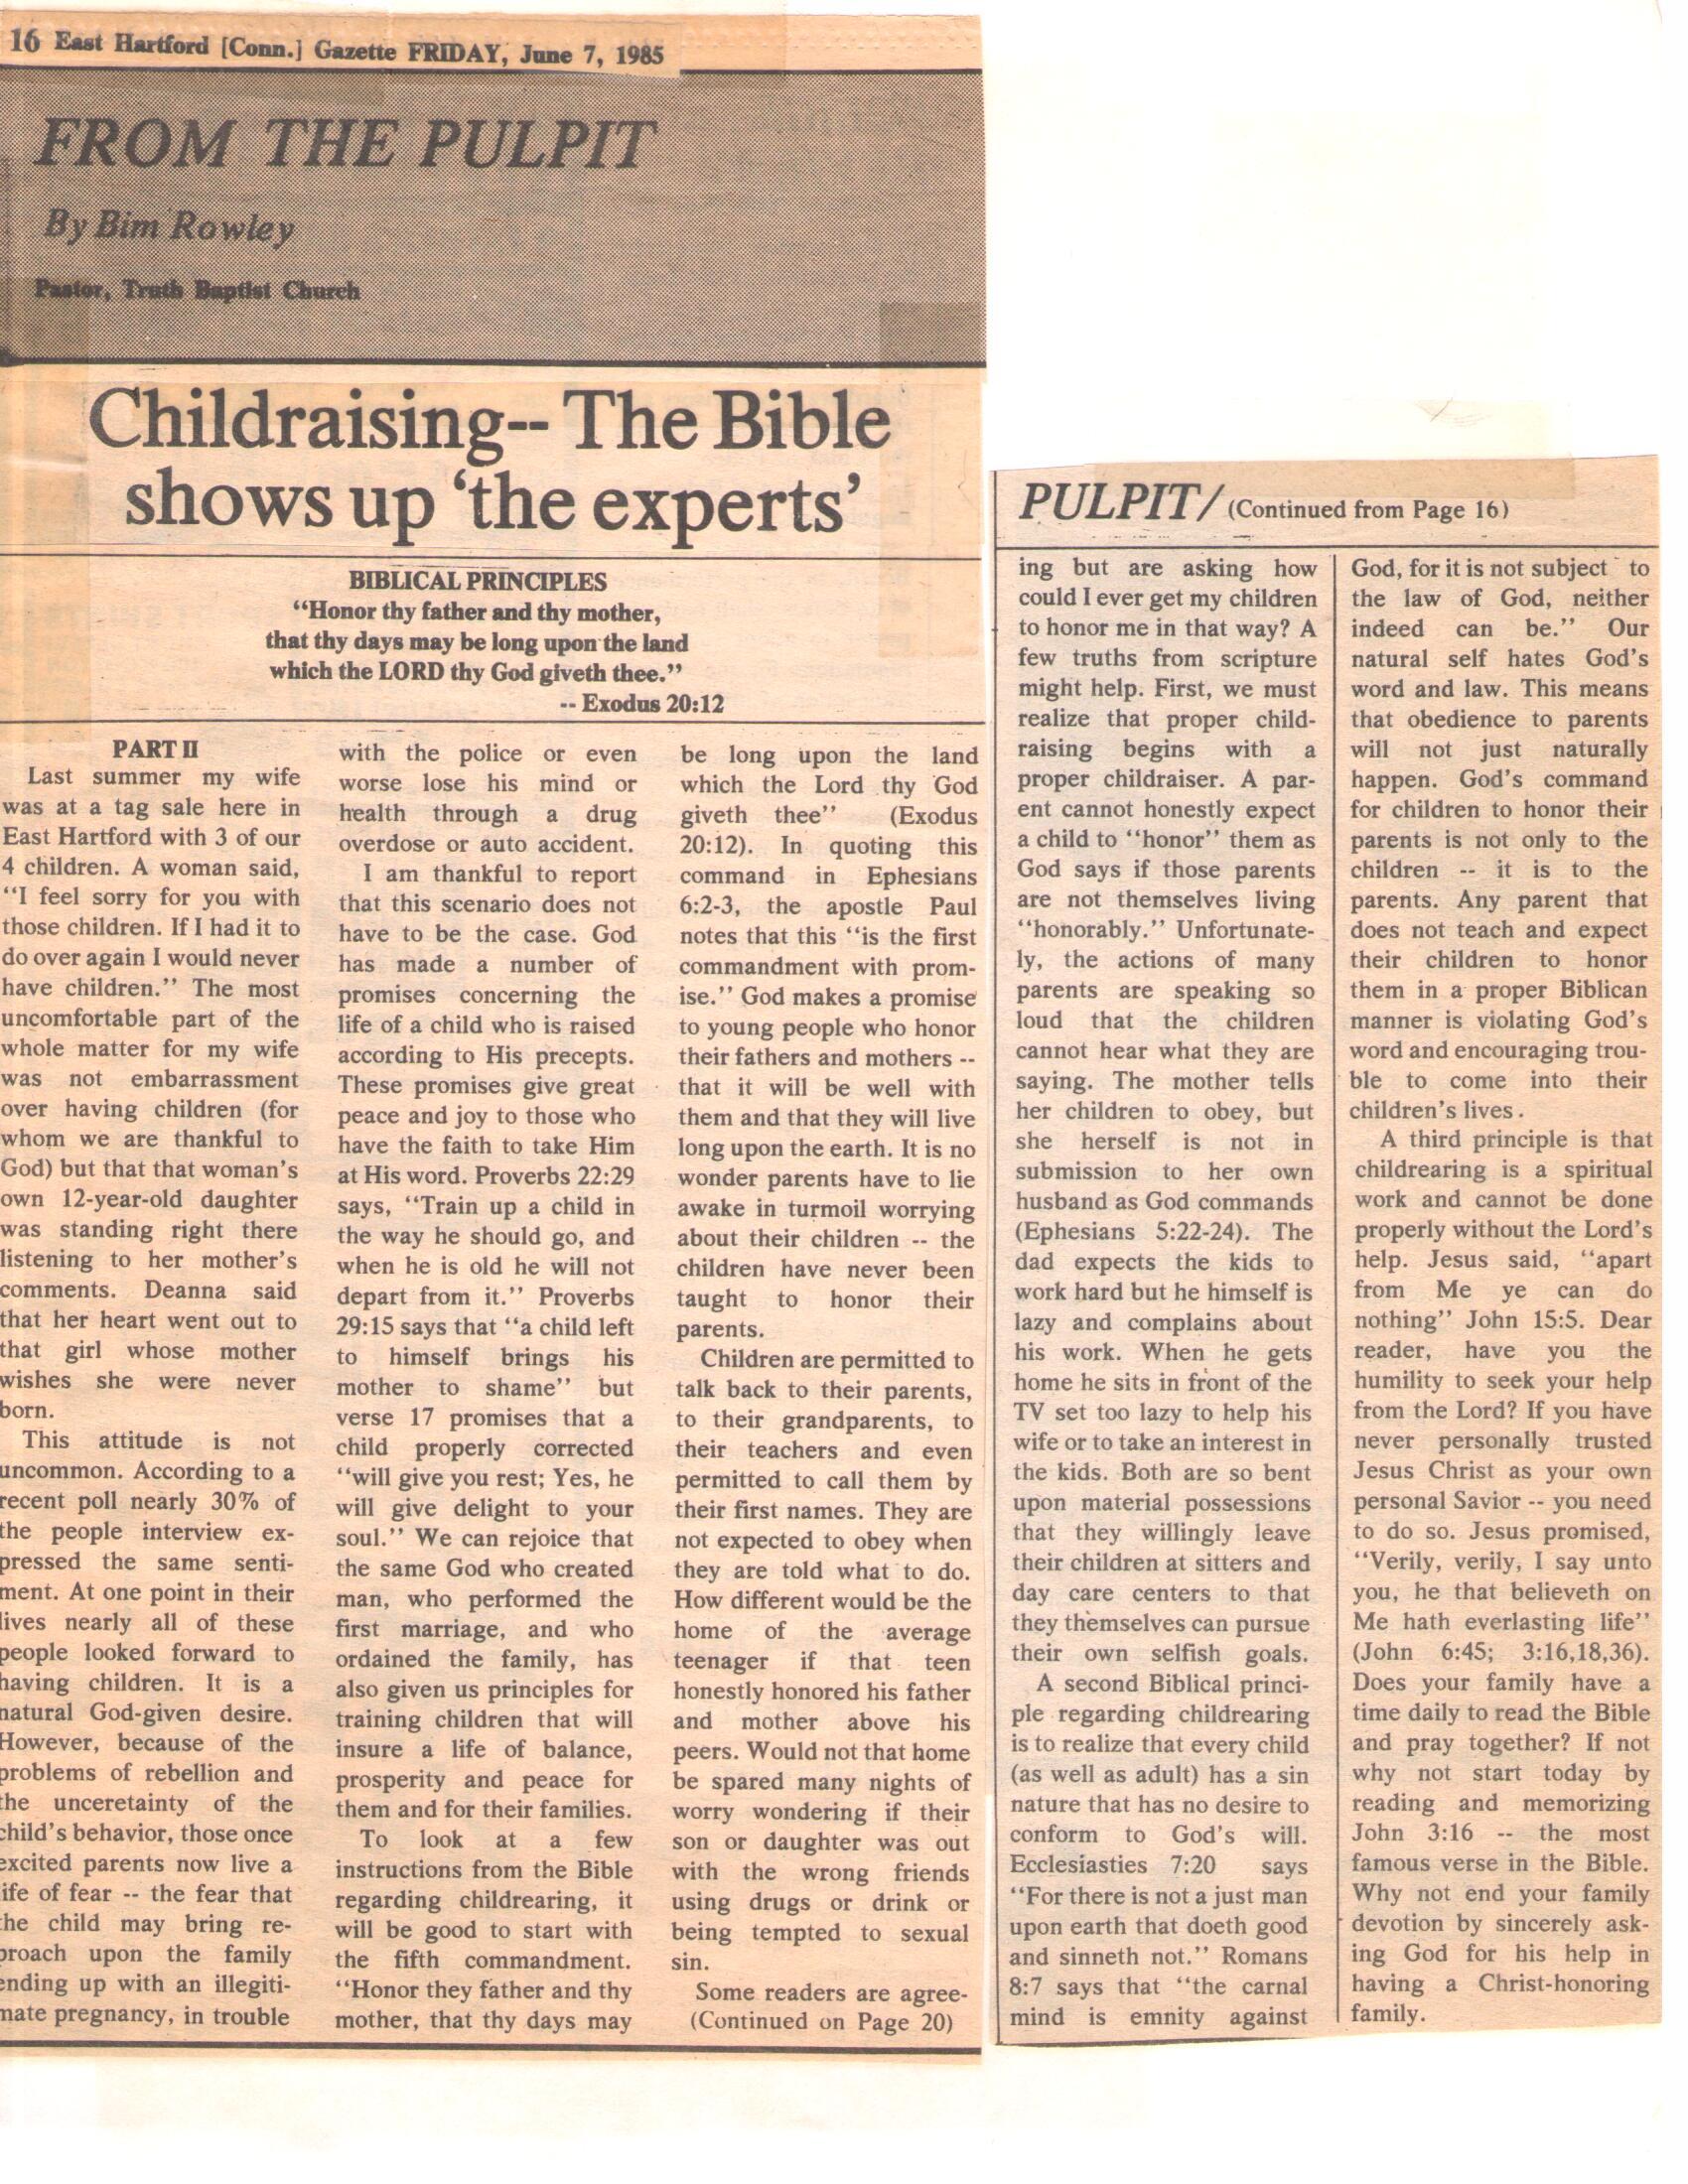 16 East Hartford [Conn.] Gazette FRIDAY, June 7, 1985
FROM THE PULPIT
By Bim Rowley
Pastor, Truth Baptist Church
Childraising-- The Bible
shows up ‘the experts’
BIBLICAL PRINCIPLES
“Honor thy father and thy mother,
that thy days may be long upon the land
which the LORD thy God giveth thee.”
-- Exodus 20:12
PART II
Last summer my wife
was at a tag sale here in
East Hartford with 3 of our
4 children. A woman said,
“I feel sorry for you with
those children. If I had it to
do over again I would never
have children.” The most
uncomfortable part of the
whole matter for my wife
was not embarrassment
over having children (for
whom we are thankful to
God) but that that woman's
own 12-year-old daughter
was standing right there
listening to her mother's
comments. Deanna said
that her heart went out to
that girl whose mother
wishes she were never
born.
This attitude is not
uncommon. According to a
recent poll nearly 30% of
the people interview ex-
pressed the same senti-
ment. At one point in their
lives nearly all of these
people looked forward to
having children. It is a
natural God-given desire.
However, because of the
problems of rebellion and
the unceretainty of the
child's behavior, those once
excited parents now live a
life of fear -- the fear that
the child may bring re-
proach upon the family
ending up with an illegiti-
mate pregnancy, in trouble
with the police or even
worse lose his mind or
health through a drug
overdose or auto accident.
I am thankful to report
that this scenario does not
have to be the case. God
has made a number of
promises concerning the
life of a child who is raised
according to His precepts.
These promises give great
peace and joy to those who
have the faith to take Him
at His word. Proverbs 22:29
says, “Train up a child in
the way he should go, and
when he is old he will not
depart from it.” Proverbs
29:15 says that “a child left
to himself brings his
mother to shame” but
verse 17 promises that a
child properly corrected
“will give you rest; Yes, he
will give delight to your
soul.” We can rejoice that
the same God who created
man, who performed the
first marriage, and who
ordained the family, has
also given us principles for
training children that will
insure a life of balance,
prosperity and peace for
them and for their families.
To look at a few
instructions from the Bible
regarding childrearing, it
will be good to start with
the fifth commandment.
“Honor they father and thy
mother, that thy days may
be long upon the land
which the Lord thy God
giveth thee” (Exodus
20:12). In quoting this
command in Ephesians
6:2-3, the apostle Paul
notes that this “is the first
commandment with prom-
ise.” God makes a promise
to young people who honor
their fathers and mothers --
that it will be well with
them and that they will live
long upon the earth. It is no
wonder parents have to lie
awake in turmoil worrying
about their children -- the
children have never been
taught to honor their
parents.
Children are permitted to
talk back to their parents,
to their grandparents, to
their teachers and even
permitted to call them by
their first names. They are
not expected to obey when
they are told what to do.
How different would be the
home of the average
teenager if that teen
honestly honored his father
and mother above his
peers. Would not that home
be spared many nights of
worry wondering if their
son or daughter was out
with the wrong friends
using drugs or drink or
being tempted to sexual
sin.
Some readers are agree-
(Continued on Page 20)
PULPIT/ (Continued from Page 16)
ing but are asking how
could I ever get my children
to honor me in that way? A
few truths from scripture
might help. First, we must
realize that proper child-
raising begins with a
proper childraiser. A par-
ent cannot honestly expect
a child to “honor” them as
God says if those parents
are not themselves living
“honorably.” Unfortunate-
ly, the actions of many
parents are speaking so
loud that the children
cannot hear what they are
saying. The mother tells
her children to obey, but
she herself is not in
submission to her own
husband as God commands
(Ephesians 5:22-24). The
dad expects the kids to
work hard but he himself is
lazy and complains about
his work. When he gets
home he sits in front of the
TV set too lazy to help his
wife or to take an interest in
the kids. Both are so bent
upon material possessions
that they willingly leave
their children at sitters and
day care centers to that
they themselves can pursue
their own selfish goals.
A second Biblical princi-
ple regarding childrearing
is to realize that every child
(as well as adult) has a sin
nature that has no desire to
conform to God's will.
Ecclesiasties 7:20 says
“For there is not a just man
upon earth that doeth good
and sinneth not.” Romans
8:7 says that “the carnal
mind is emnity against
God, for it is not subject to
the law of God, neither
indeed can be.” Our
natural self hates God's
word and law. This means
that obedience to parents
will not just naturally
happen. God's command
for children to honor their
parents is not only to the
children -- it is to the
parents. Any parent that
does not teach and expect
their children to honor
them in a proper Biblican
manner is violating God's
word and encouraging trou-
ble to come into their
children's lives.
A third principle is that
childrearing is a spiritual
work and cannot be done
properly without the Lord's
help. Jesus said, “apart
from Me ye can do
nothing” John 15:5. Dear
reader, have you the
humility to seek your help
from the Lord? If you have
never personally trusted
Jesus Christ as your own
personal Savior -- you need
to do so. Jesus promised,
“Verily, verily, I say unto
you, he that believeth on
Me hath everlasting life”
(John 6:45; 3:16,18,36).
Does your family have a
time daily to read the Bible
and pray together? If not
why not start today by
reading and memorizing
John 3:16 -- the most
famous verse in the Bible.
Why not end your family
devotion by sincerely ask-
ing God for his help in
having a Christ-honoring
family.